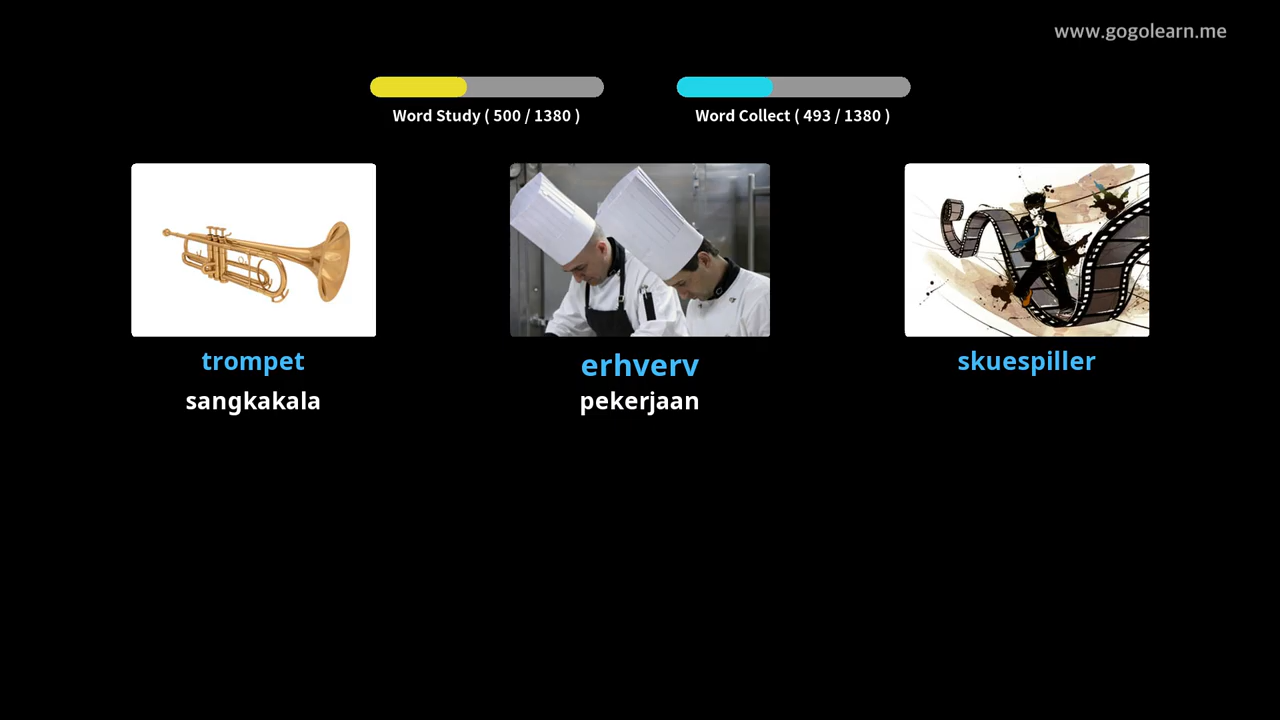 www.gogolearn.me
Word Study ( 500 / 1380 )
Word Collect ( 493 / 1380 )
trompet
sangkakala
erhverv
pekerjaan
skuespiller